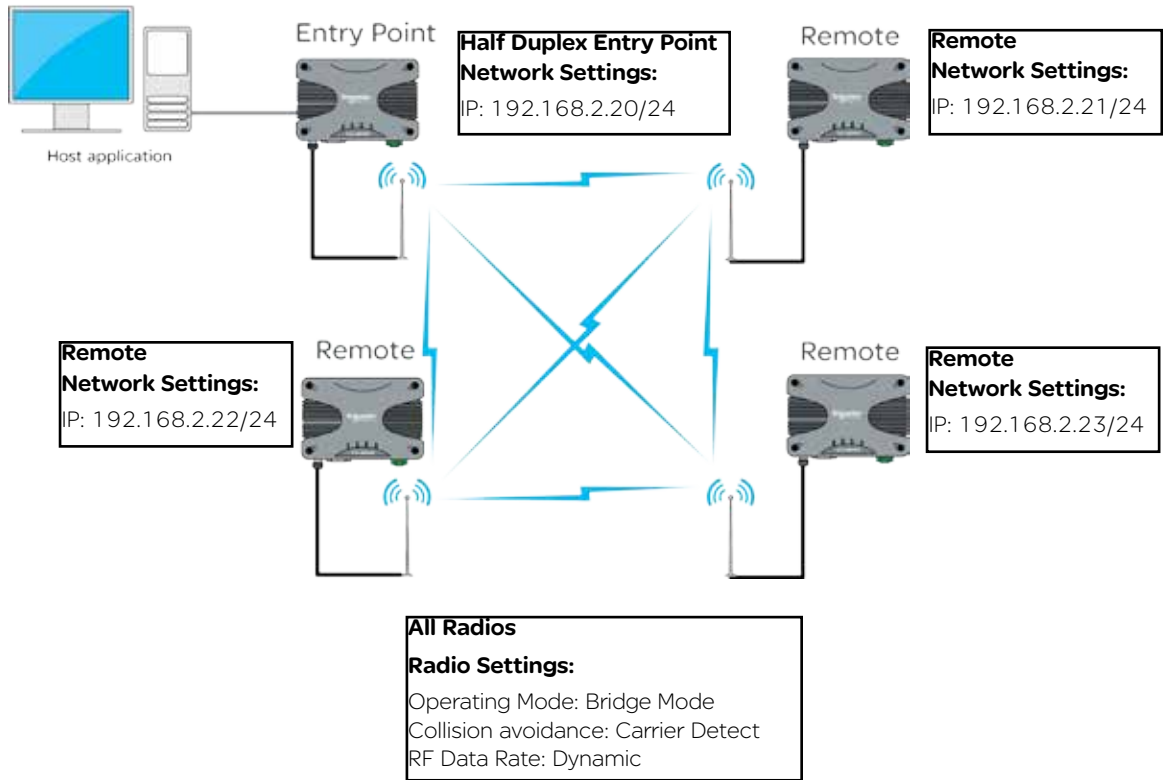 Entry Point
Half Duplex Entry Point
Network Settings:
IP: 192.168.2.20/24
Remote
Remote
Network Settings:
IP: 192.168.2.21/24
Host application
Remote
Network Settings:
IP: 192.168.2.22/24
Remote
Remote
Remote
Network Settings:
IP: 192.168.2.23/24
All Radios
Radio Settings:
Operating Mode: Bridge Mode
Collision avoidance: Carrier Detect
RF Data Rate: Dynamic